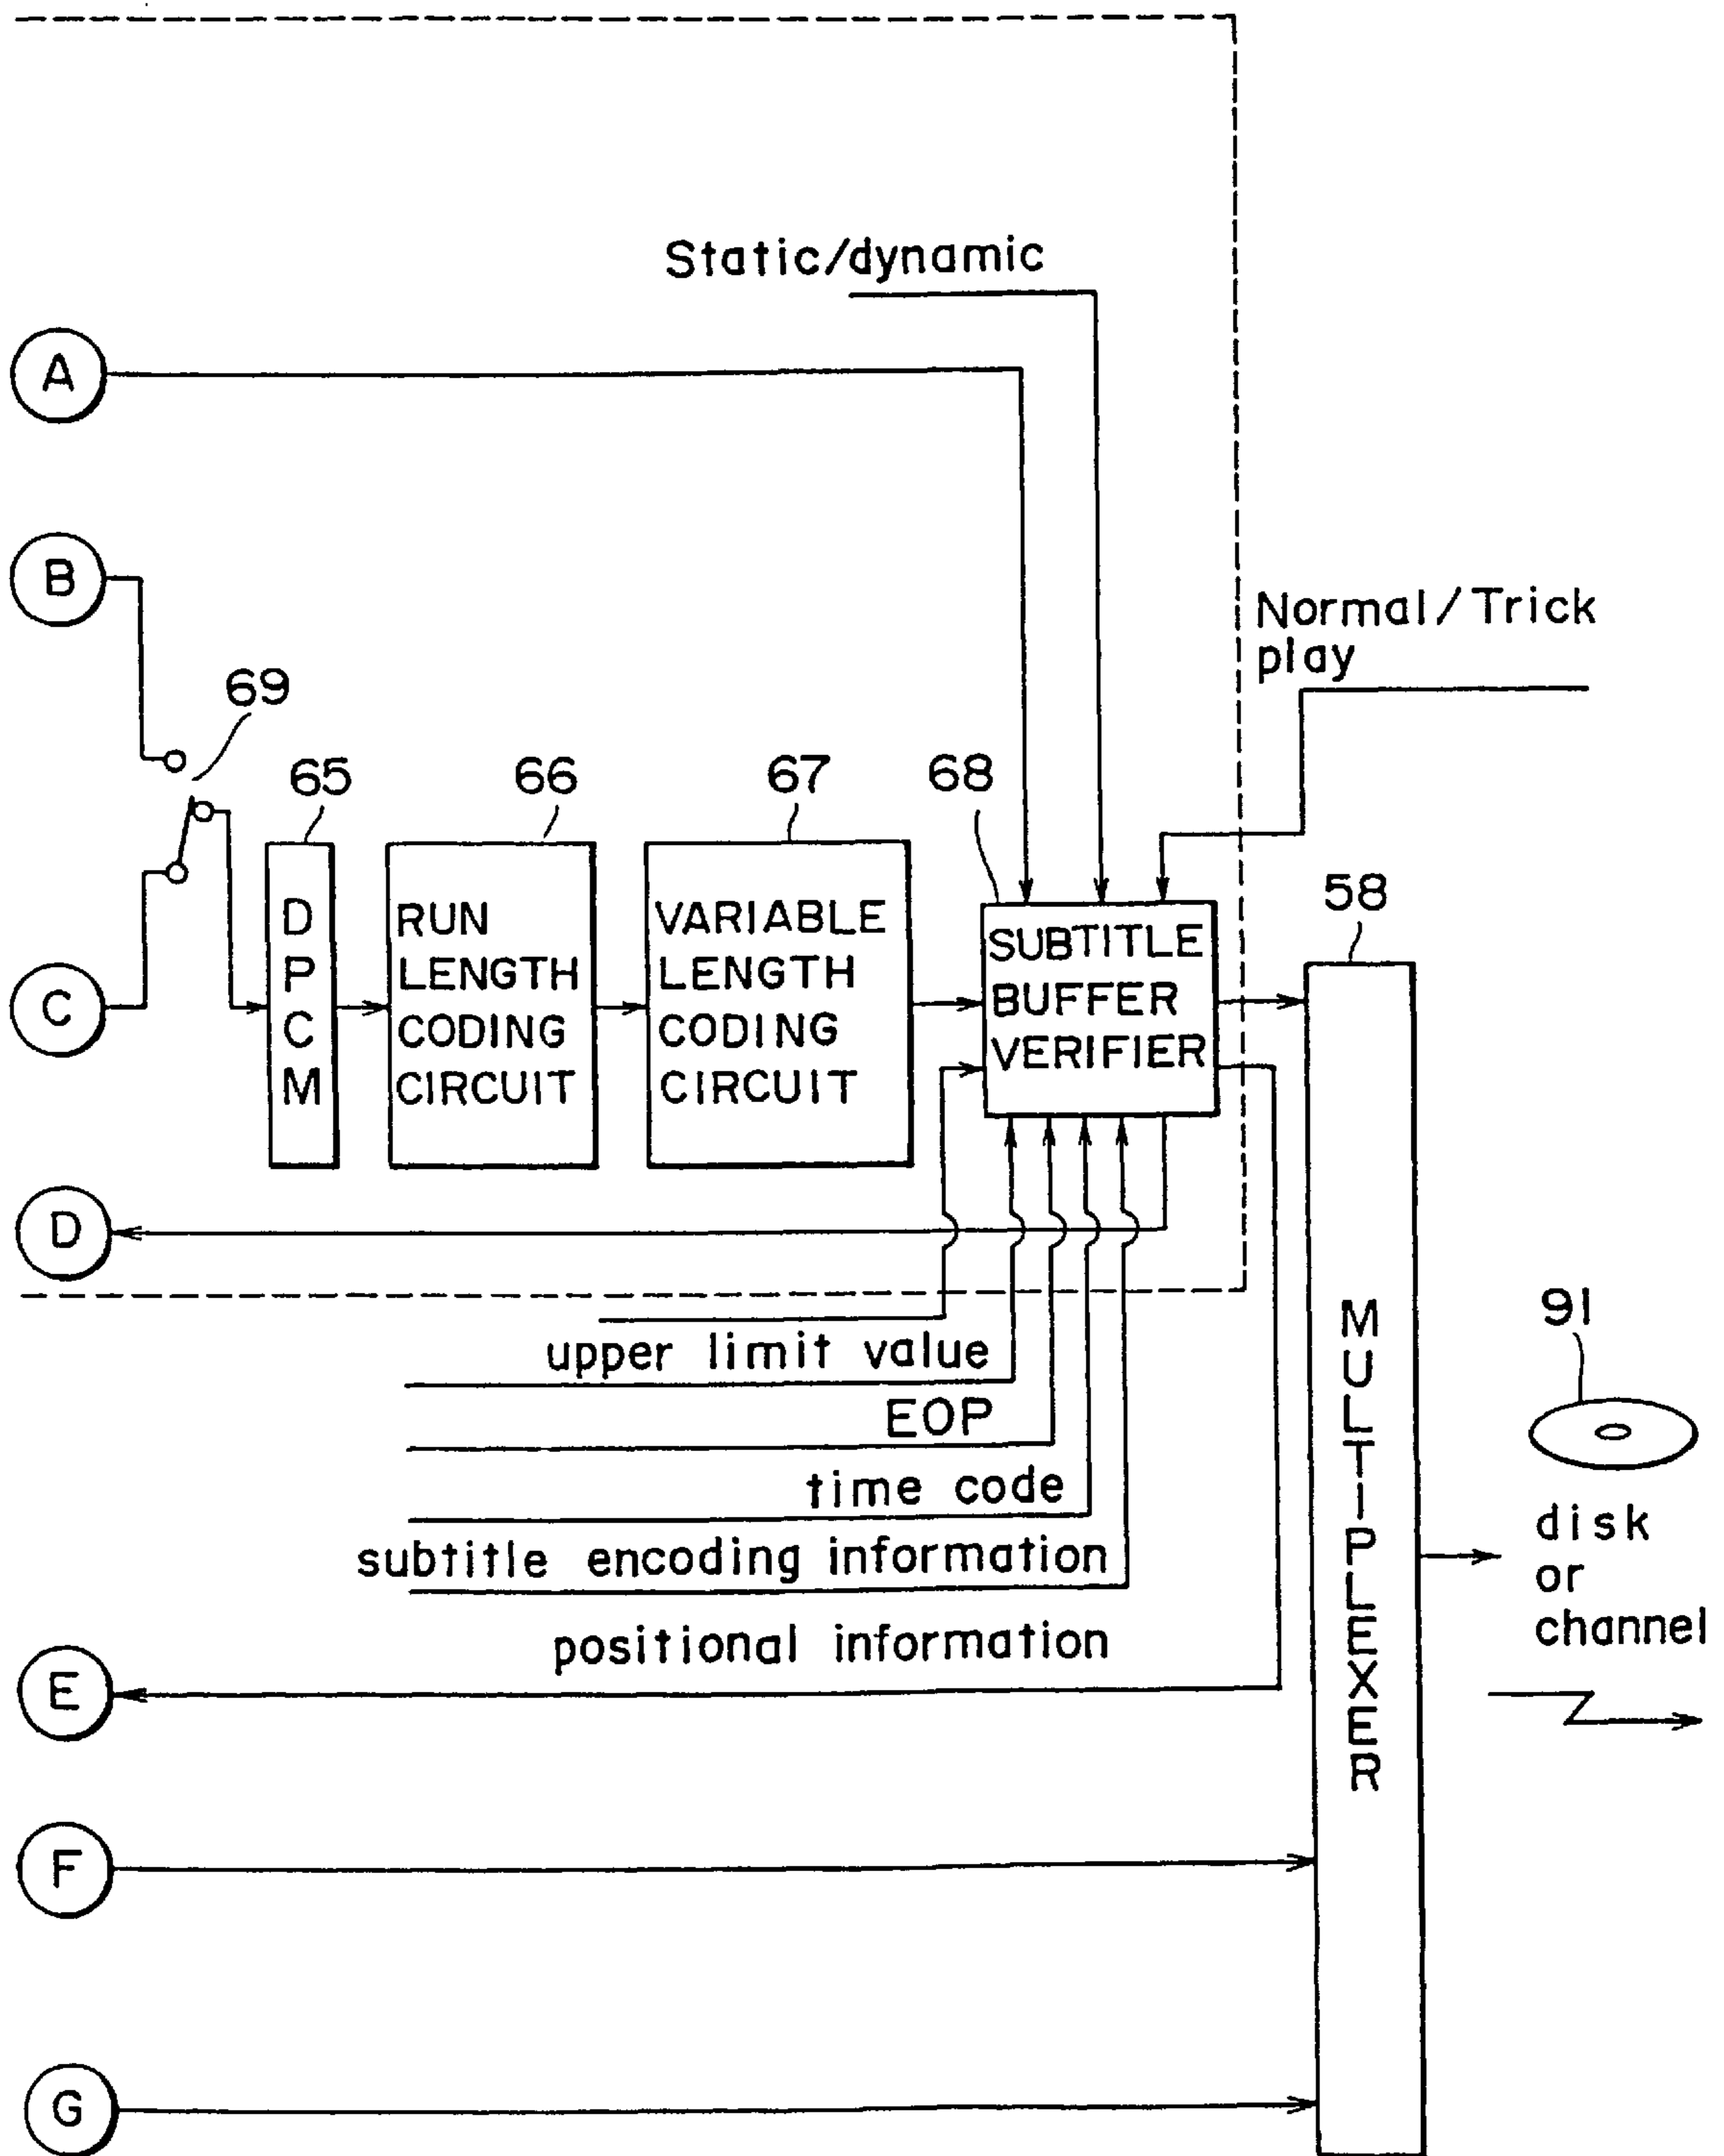 Static/dynamic
A
B
Normal/Trick
play
69
65
66
67
68
58
D
P
C
M
RUN
LENGTH
CODING
CIRCUIT
VARIABLE
LENGTH
CODING
CIRCUIT
SUBTITLE
BUFFER
VERIFIER
C
D
upper limit value
EOP
time code
subtitle encoding information
positional information
MULTIPLEXER
91
disk
or
channel
E
F
G